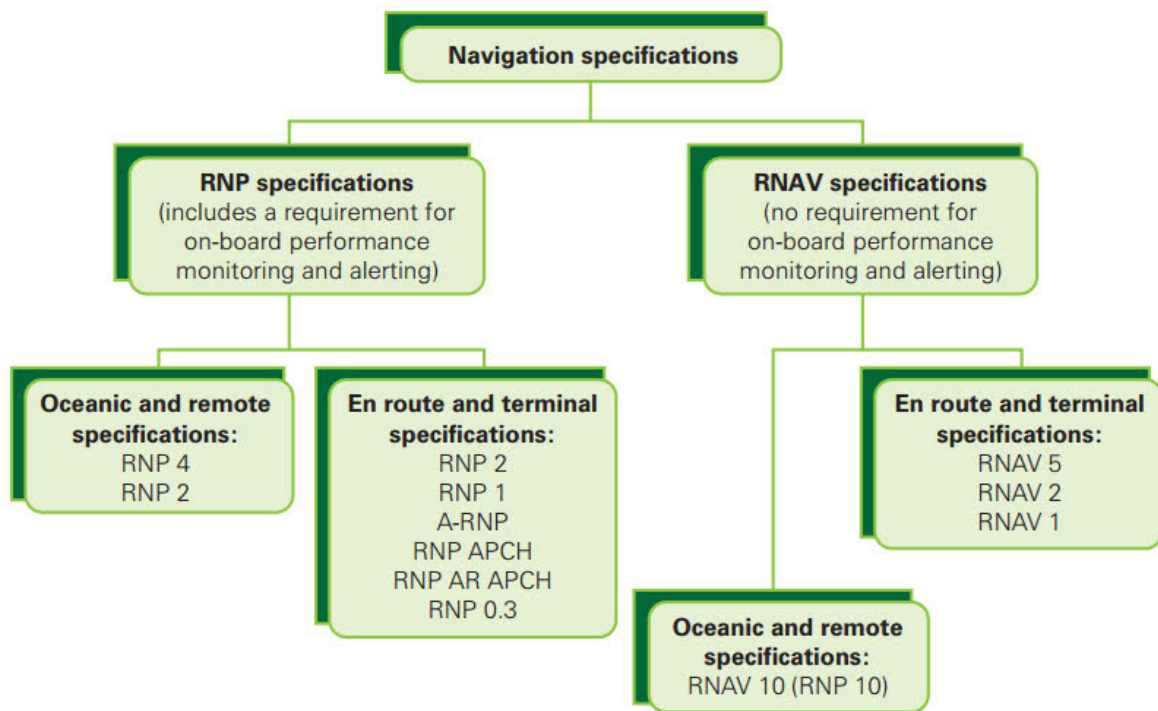 Navigation specifications
RNP specifications
(includes a requirement for
on-board performance
monitoring and alerting)
RNAV specifications
(no requirement for
on-board performance
monitoring and alerting)
Oceanic and remote
specifications:
RNP 4
RNP 2
En route and terminal
specifications:
RNP 2
RNP 1
A-RNP
RNP APCH
RNP AR APCH
RNP 0.3
En route and terminal
specifications:
RNAV 5
RNAV 2
RNAV 1
Oceanic and remote
specifications:
RNAV 10 (RNP 10)